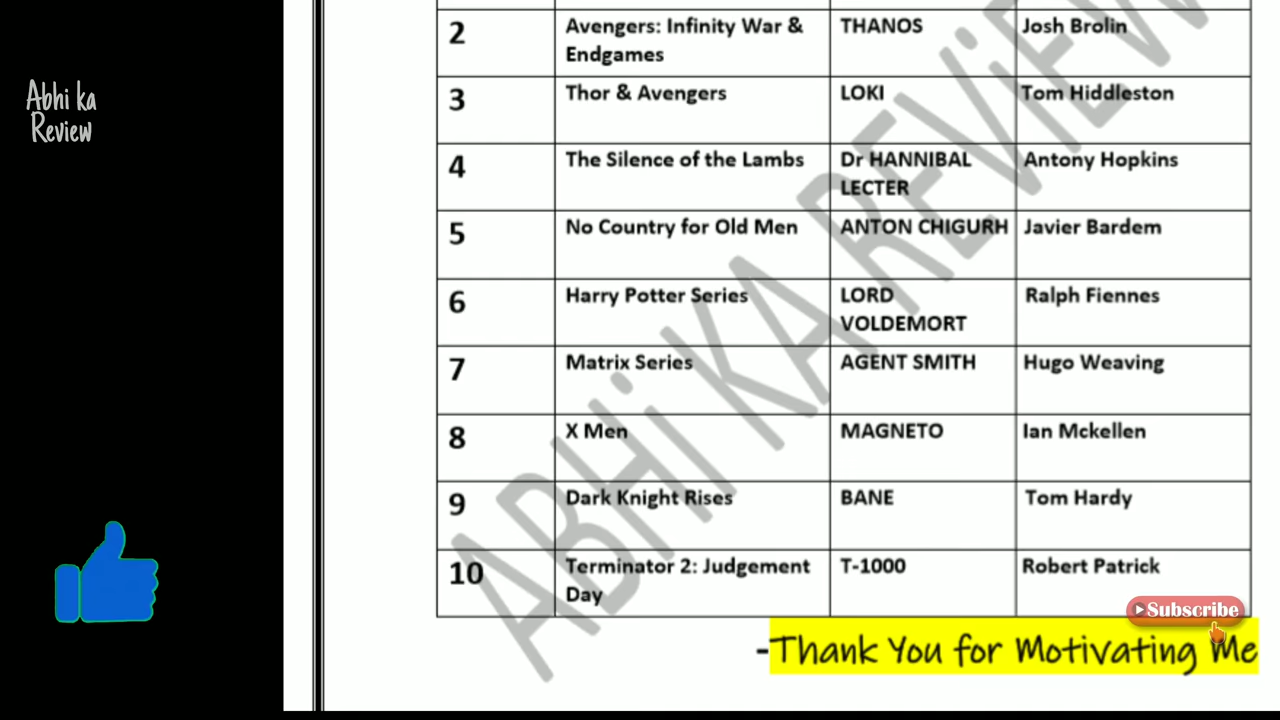 Abhi ka
Review
2 Avengers: Infinity War & THANOS Josh Brolin
Endgames
3 Thor & Avengers LOKI Tom Hiddleston
4 The Silence of the Lambs Dr HANNIBAL Antony Hopkins
LECTER
5 No Country for Old Men ANTON CHIGURH Javier Bardem
6 Harry Potter Series LORD Ralph Fiennes
VOLDEMORT
7 Matrix Series AGENT SMITH Hugo Weaving
8 X Men MAGNETO Ian Mckellen
9 Dark Knight Rises BANE Tom Hardy
10 Terminator 2: Judgement T-1000 Robert Patrick
Day
ABHi KA REViEW
Subscribe
-Thank You for Motivating Me